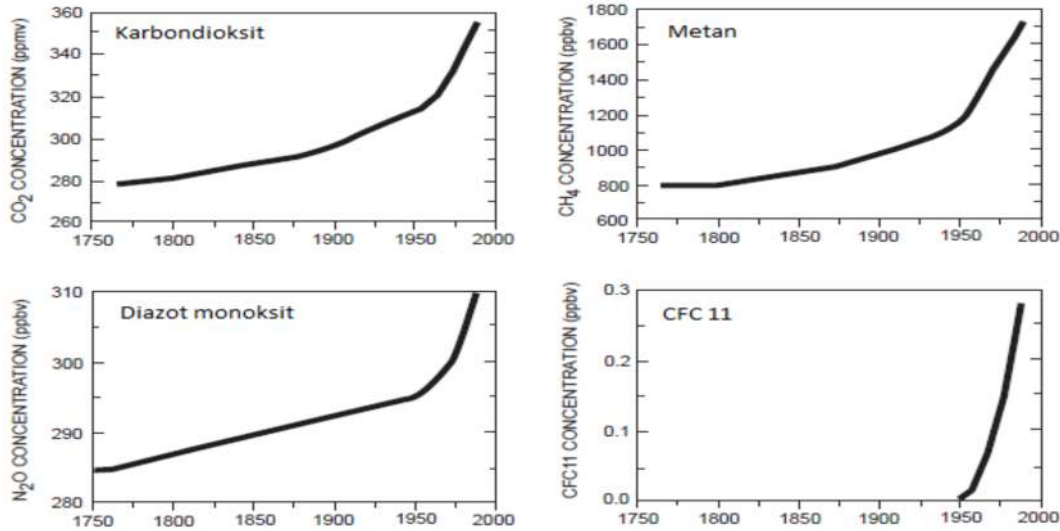 Karbondioksit
CO2 CONCENTRATION (ppmv)
360
340
320
300
280
260
1750 1800 1850 1900 1950 2000
Metan
CH4 CONCENTRATION (ppbv)
1800
1600
1400
1200
1000
800
600
1750 1800 1850 1900 1950 2000
Diazot monoksit
N2O CONCENTRATION (ppbv)
310
300
290
280
1750 1800 1850 1900 1950 2000
CFC 11
CFC11 CONCENTRATION (ppbv)
0.3
0.2
0.1
0.0
1750 1800 1850 1900 1950 2000